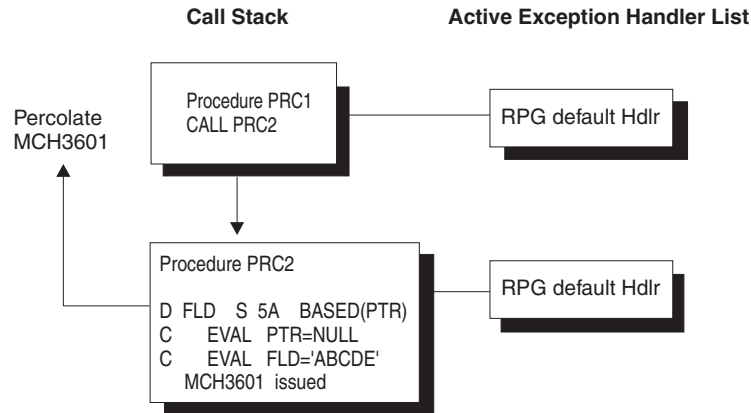 Call Stack
Active Exception Handler List
Procedure PRC1
CALL PRC2
RPG default Hdlr
Percolate
MCH3601
Procedure PRC2
D FLD S 5A BASED(PTR)
C EVAL PTR=NULL
C EVAL FLD='ABCDE'
MCH3601 issued
RPG default Hdlr